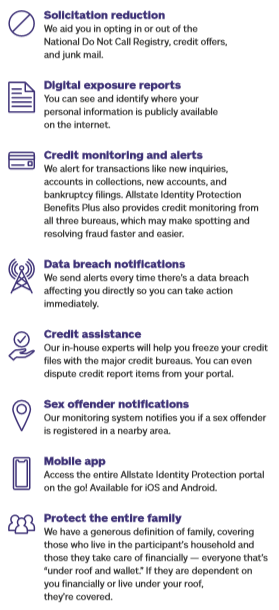 Solicitation reduction
We aid you in opting in or out of the
National Do Not Call Registry, credit offers,
and junk mail.
Digital exposure reports
You can see and identify where your
personal information is publicly available
on the internet.
Credit monitoring and alerts
We alert for transactions like new inquiries,
accounts in collections, new accounts, and
bankruptcy filings. Allstate Identity Protection
Benefits Plus also provides credit monitoring from
all three bureaus, which may make spotting and
resolving fraud faster and easier.
Data breach notifications
We send alerts every time there's a data breach
affecting you directly so you can take action
immediately.
Credit assistance
Our in-house experts will help you freeze your credit
files with the major credit bureaus. You can even
dispute credit report items from your portal.
Sex offender notifications
Our monitoring system notifies you if a sex offender
is registered in a nearby area.
Mobile app
Access the entire Allstate Identity Protection portal
on the go! Available for iOS and Android.
Protect the entire family
We have a generous definition of family, covering
those who live in the participant's household and
those they take care of financially — everyone that's
"under roof and wallet." If they are dependent on
you financially or live under your roof,
they're covered.